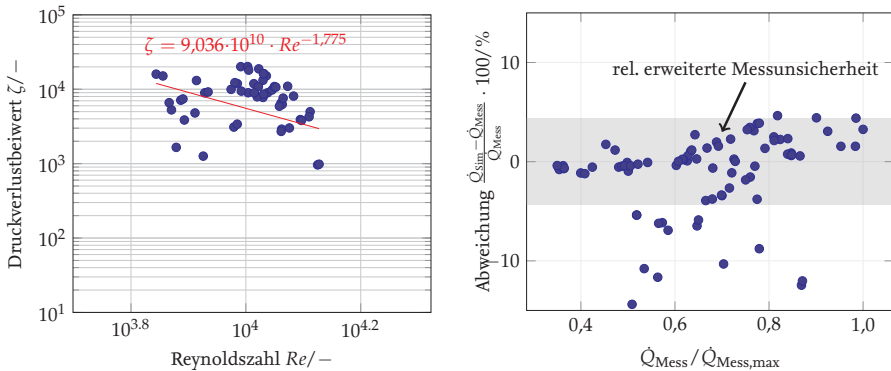 10^5
10^4
10^3
10^2
10^1
Druckverlustbeiwert ζ/−
ζ = 9,036·10^10 · Re^−1,775
10^3.8
10^4
10^4.2
Reynoldszahl Re/−
15
0
−10
Abweichung (Q̇_Sim−Q̇_Mess)/Q̇_Mess · 100/%
rel. erweiterte Messunsicherheit
0,4
0,6
0,8
1,0
Q̇_Mess/Q̇_Mess,max